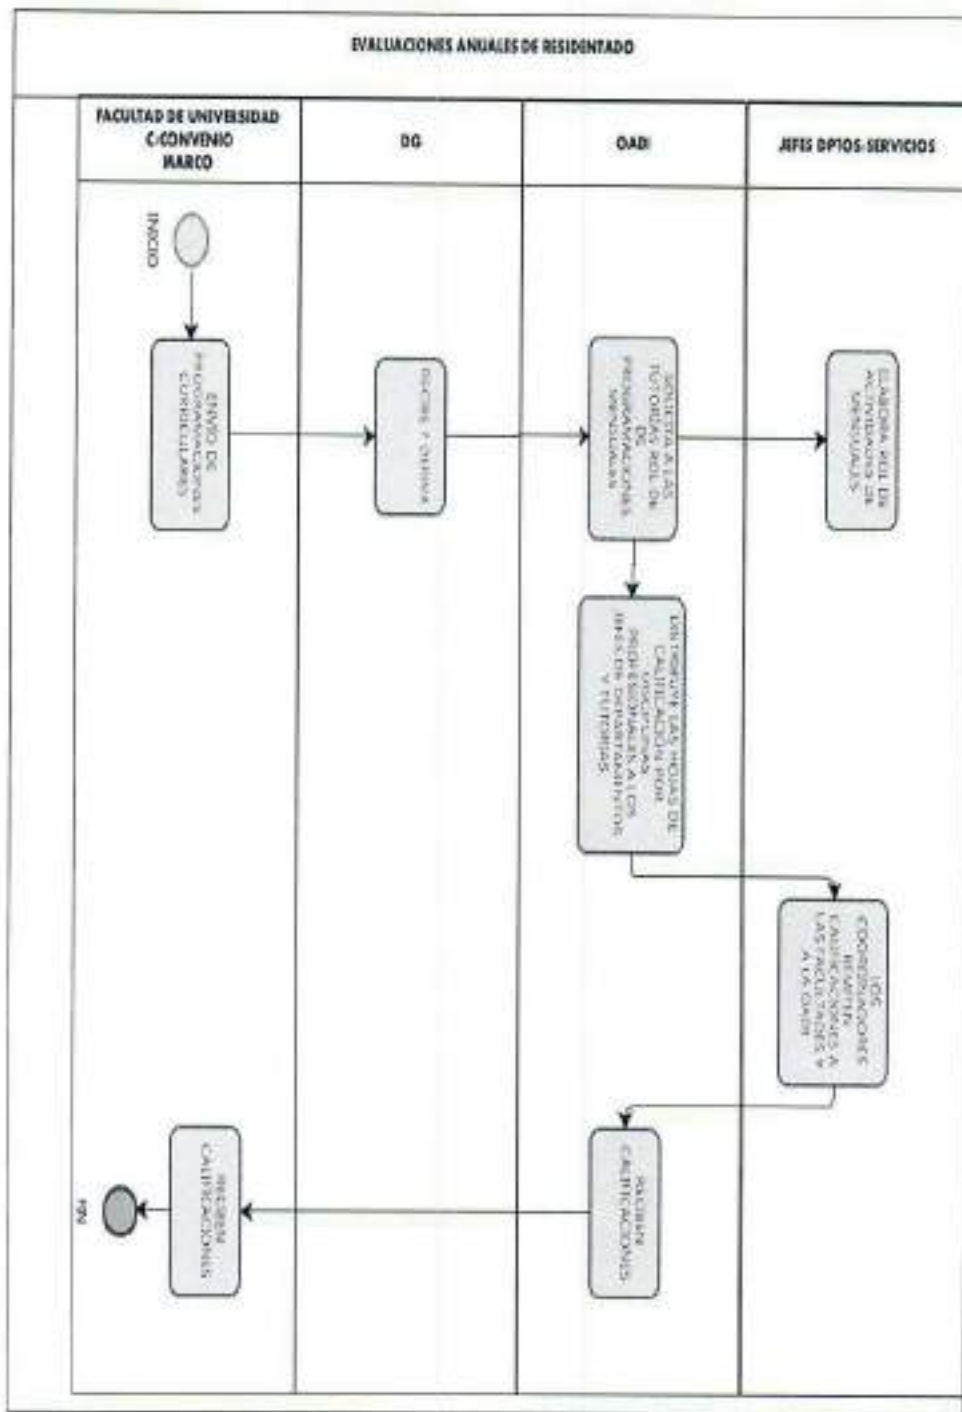 EVALUACIONES ANUALES DE RESIDENTADO
FACULTAD DE UNIVERSIDAD
C/CONVENIO
MARCO
DG
OADI
JEFES DPTOS-SERVICIOS
INICIO
ENVIO DE
PROGRAMACIONES
CURRICULARES
RECIBE Y DERIVA
SOLICITA A LAS
TUTORÍAS ROL DE
DE
PROGRAMACIONES
MENSUALES
ELABORA ROL DE
ACTIVIDADES DE
MENSUALES
DISTRIBUYE LAS HOJAS DE
CALIFICACION POR
DISCIPLINAS
PROFESIONALES A LOS
JEFES DE DEPARTAMENTOS
Y TUTORÍAS
LOS
COORDINADORES
REMITEN
CALIFICACIONES A
LAS FACULTADES Y
A LA OADI
RECIBEN
CALIFICACIONES
RECIBEN
CALIFICACIONES
FIN